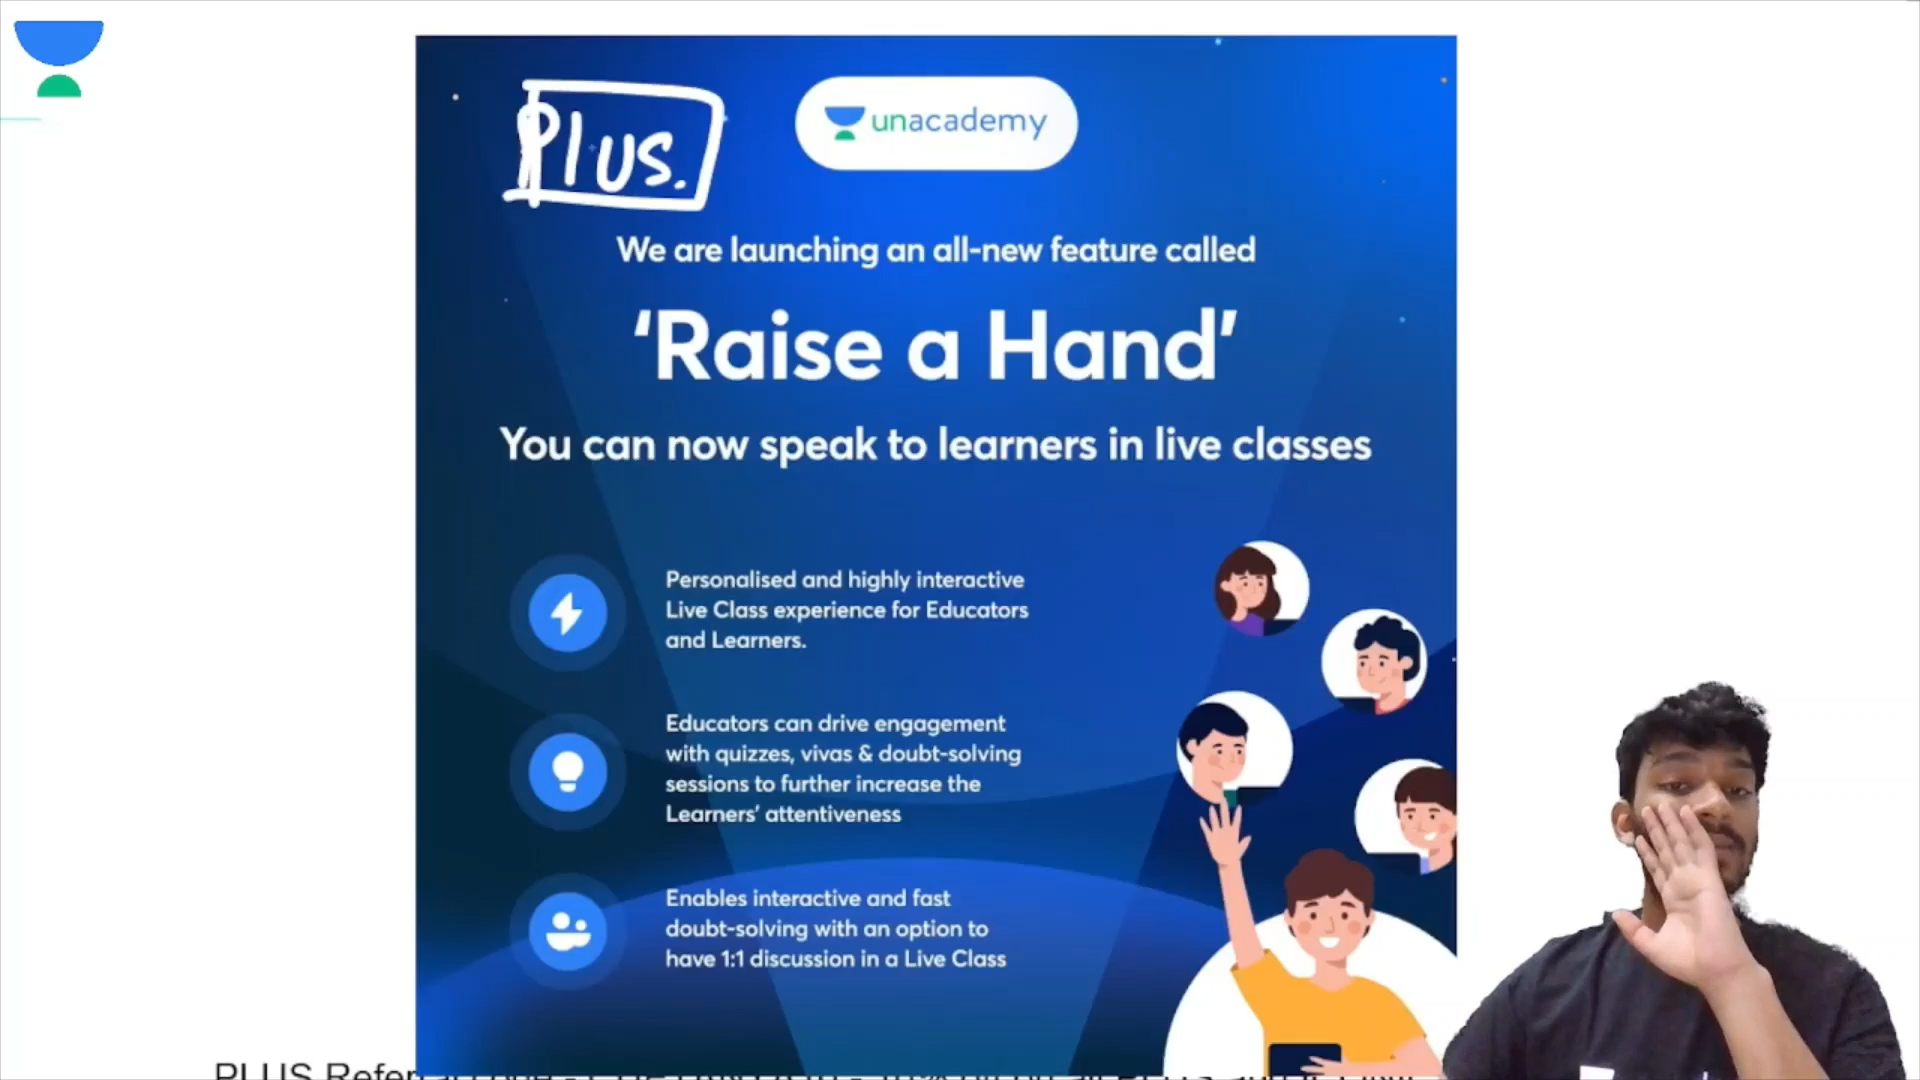 Plus.
unacademy
We are launching an all-new feature called
‘Raise a Hand’
You can now speak to learners in live classes
Personalised and highly interactive
Live Class experience for Educators
and Learners.
Educators can drive engagement
with quizzes, vivas & doubt-solving
sessions to further increase the
Learners’ attentiveness
Enables interactive and fast
doubt-solving with an option to
have 1:1 discussion in a Live Class
PLUS Referral